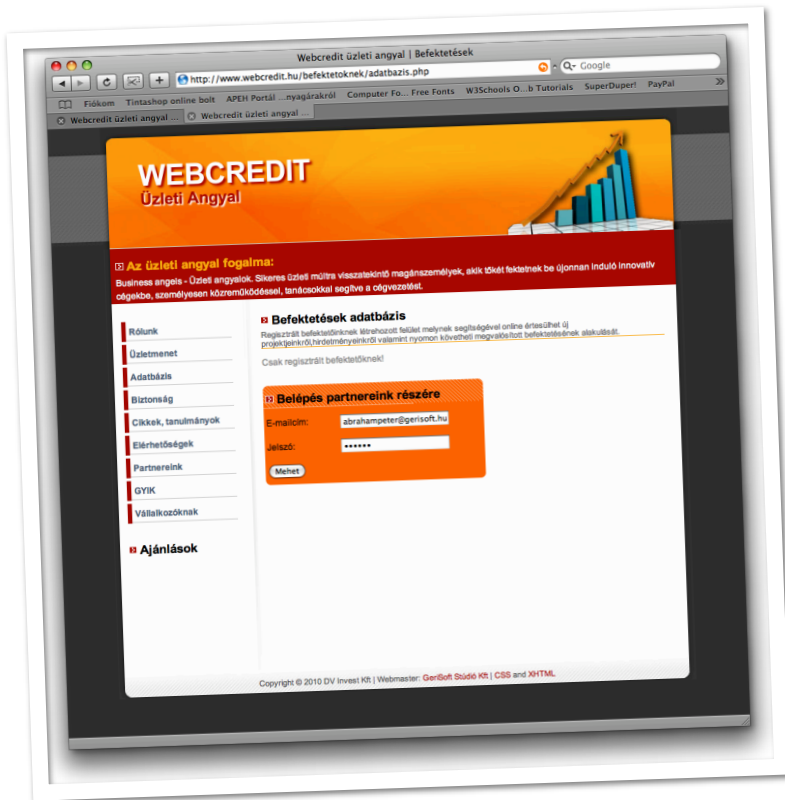 Webcredit üzleti angyal | Befektetések
http://www.webcredit.hu/befektetoknek/adatbazis.php
Google
Fiókom Tintashop online bolt APEH Portál ...nyagárakról Computer Fo... Free Fonts W3Schools O...b Tutorials SuperDuper! PayPal
Webcredit üzleti angyal ... Webcredit üzleti angyal ...
WEBCREDIT
Üzleti Angyal
Az üzleti angyal fogalma:
Business angels - Üzleti angyalok. Sikeres üzleti múltra visszatekintő magánszemélyek, akik tőkét fektetnek be újonnan induló innovatív
cégekbe, személyesen közreműködéssel, tanácsokkal segítve a cégvezetést.
Rólunk
Üzletmenet
Adatbázis
Biztonság
Cikkek, tanulmányok
Elérhetőségek
Partnereink
GYIK
Vállalkozóknak
Ajánlások
Befektetések adatbázis
Regisztrált befektetőinknek létrehozott felület melynek segítségével online értesülhet új
projektjeinkről,hirdetményeinkről valamint nyomon követheti megvalósított befektetésének alakulását.
Csak regisztrált befektetőknek!
Belépés partnereink részére
E-mailcím: abrahampeter@gerisoft.hu
Jelszó: ••••••
Mehet
Copyright © 2010 DV Invest Kft | Webmaster: GeriSoft Stúdió Kft | CSS and XHTML